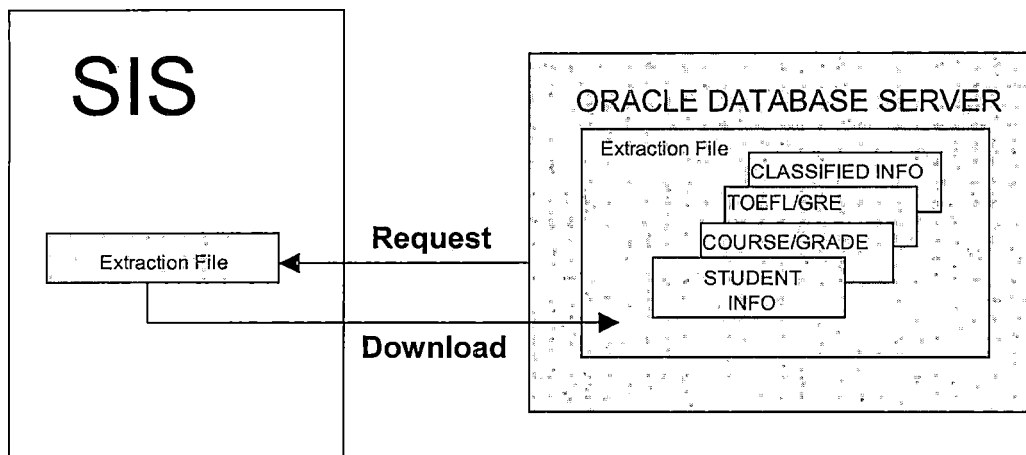 SIS
ORACLE DATABASE SERVER
Extraction File
CLASSIFIED INFO
TOEFL/GRE
COURSE/GRADE
STUDENT
INFO
Request
Extraction File
Download